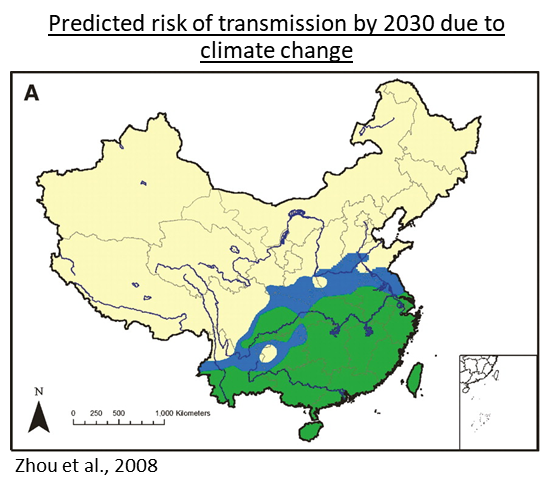 Predicted risk of transmission by 2030 due to
climate change
A
N
0 250 500 1,000 Kilometers
Zhou et al., 2008